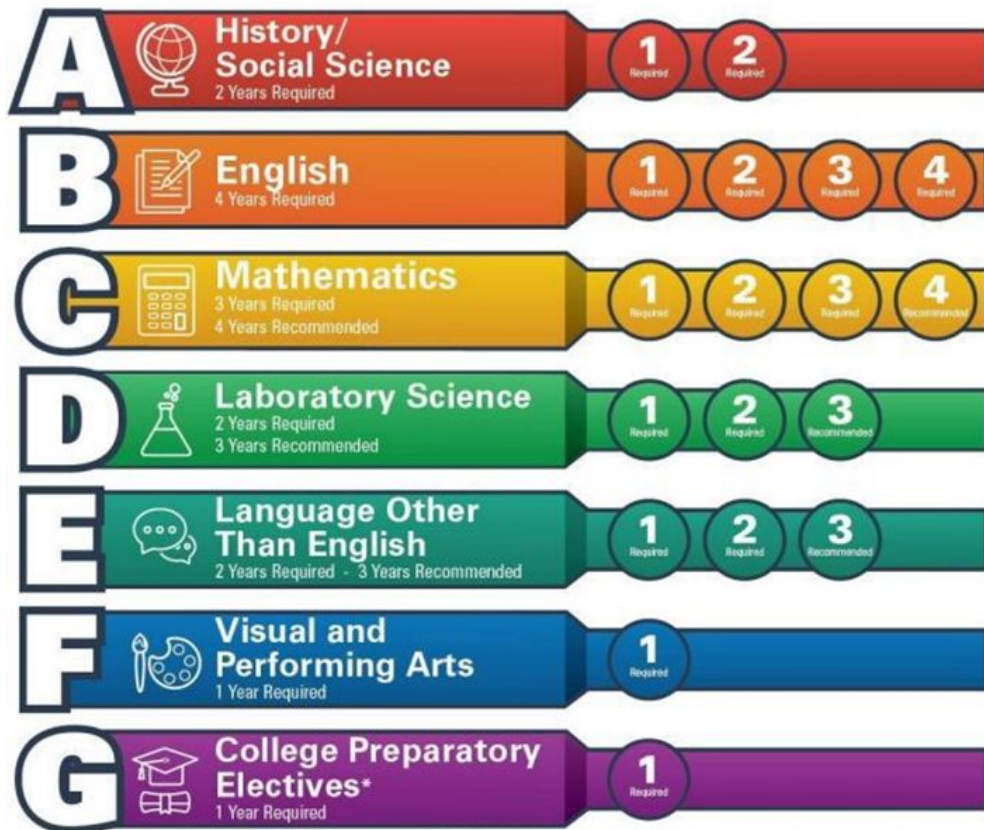 A
History/
Social Science
2 Years Required
1 2
Required Required
B
English
4 Years Required
1 2 3 4
Required Required Required Required
C
Mathematics
3 Years Required
4 Years Recommended
1 2 3 4
Required Required Required Recommended
D
Laboratory Science
2 Years Required
3 Years Recommended
1 2 3
Required Required Recommended
E
Language Other
Than English
2 Years Required - 3 Years Recommended
1 2 3
Required Required Recommended
F
Visual and
Performing Arts
1 Year Required
1
Required
G
College Preparatory
Electives*
1 Year Required
1
Required